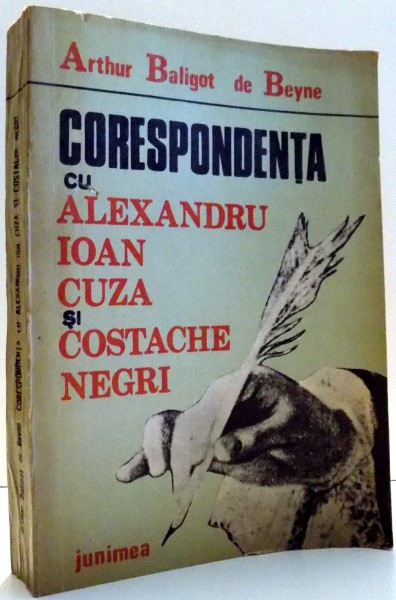 Arthur Baligot de Beyne
CORESPONDENȚA
CU
ALEXANDRU
IOAN
CUZA
ȘI
COSTACHE
NEGRI
junimea